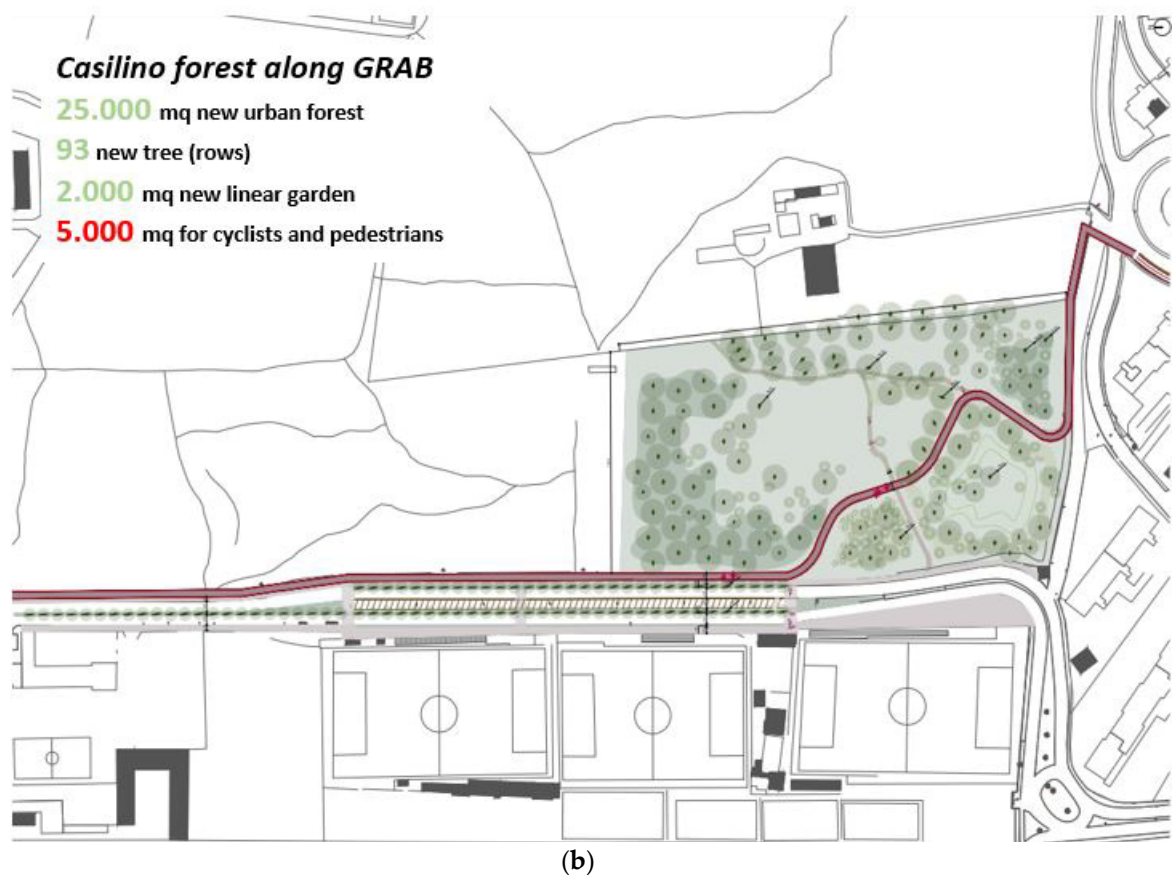 Casilino forest along GRAB
25.000 mq new urban forest
93 new tree (rows)
2.000 mq new linear garden
5.000 mq for cyclists and pedestrians
(b)